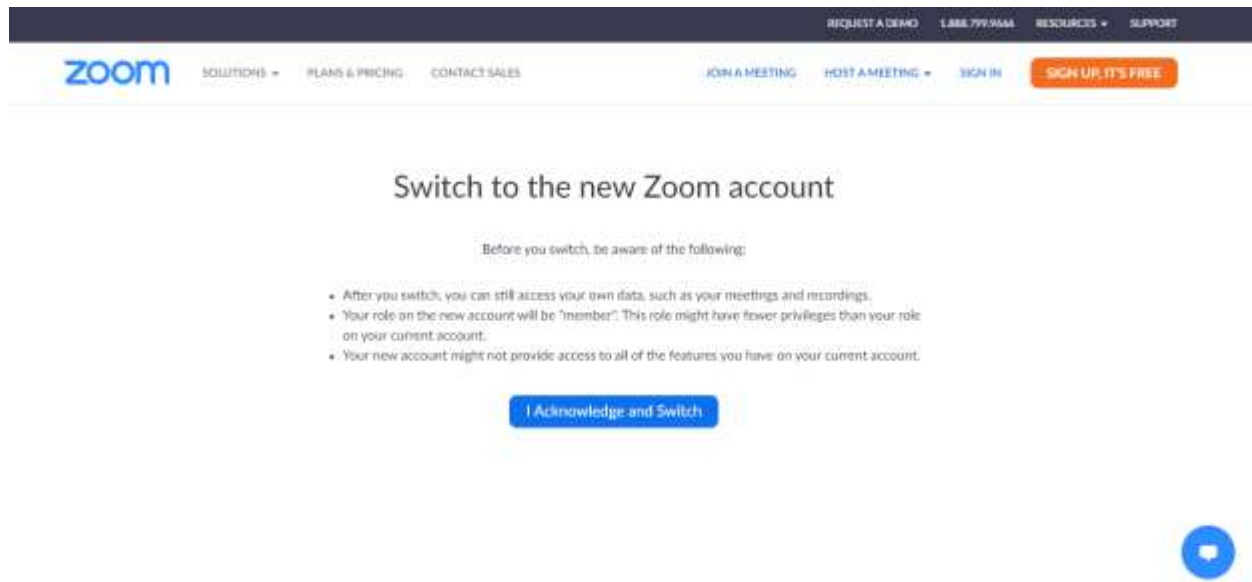 REQUEST A DEMO 1.888.799.9666 RESOURCES SUPPORT
zoom SOLUTIONS PLANS & PRICING CONTACT SALES JOIN A MEETING HOST A MEETING SIGN IN SIGN UP, IT'S FREE
Switch to the new Zoom account
Before you switch, be aware of the following:
• After you switch, you can still access your own data, such as your meetings and recordings.
• Your role on the new account will be "member". This role might have fewer privileges than your role
on your current account.
• Your new account might not provide access to all of the features you have on your current account.
I Acknowledge and Switch